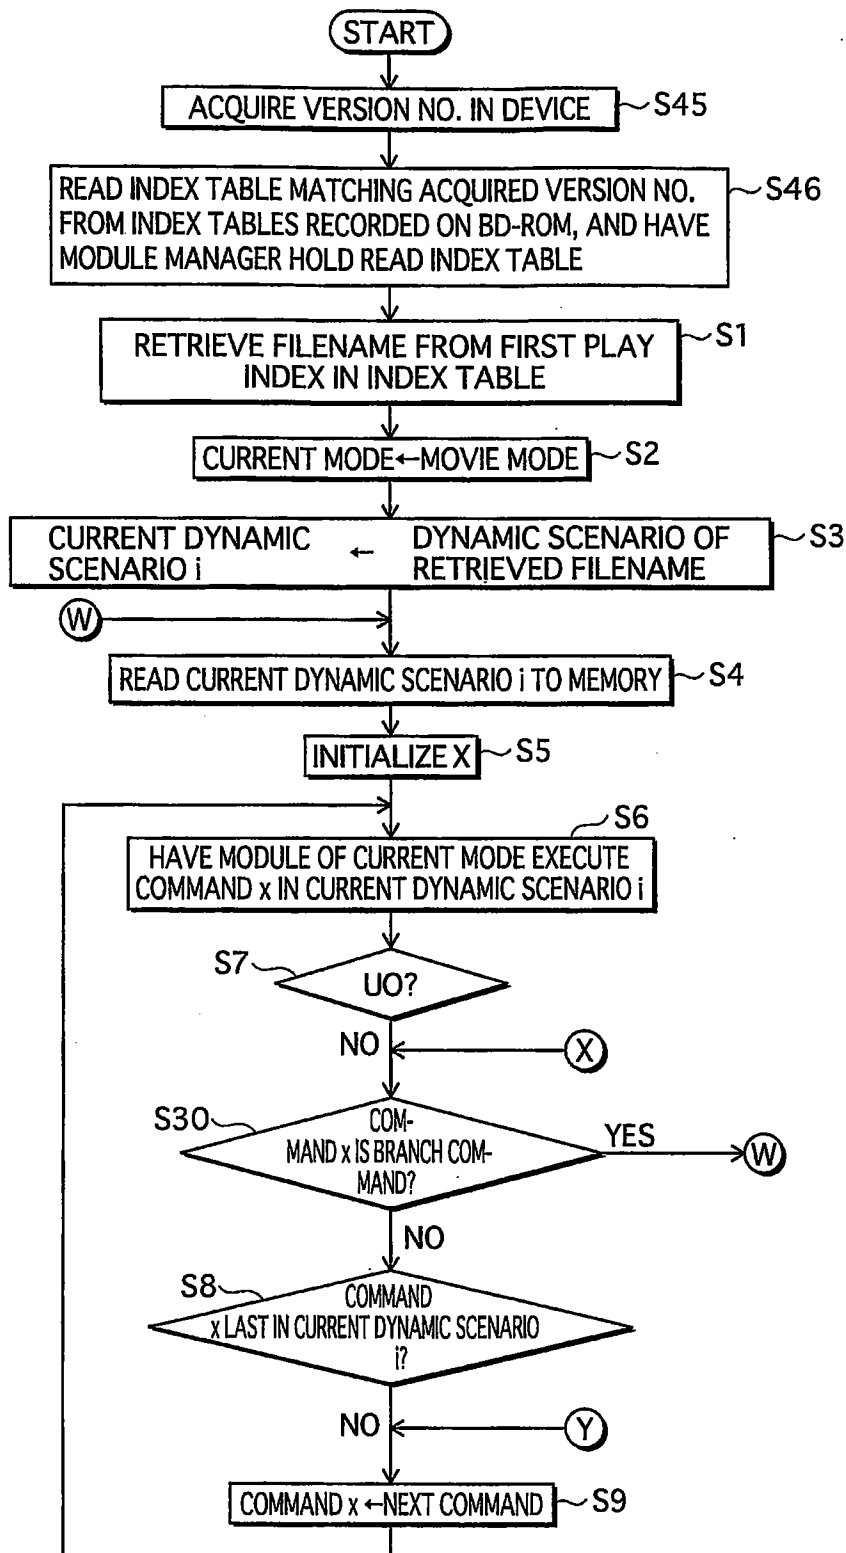 START
ACQUIRE VERSION NO. IN DEVICE
S45
READ INDEX TABLE MATCHING ACQUIRED VERSION NO.
FROM INDEX TABLES RECORDED ON BD-ROM, AND HAVE
MODULE MANAGER HOLD READ INDEX TABLE
S46
RETRIEVE FILENAME FROM FIRST PLAY
INDEX IN INDEX TABLE
S1
CURRENT MODE←MOVIE MODE
S2
CURRENT DYNAMIC
SCENARIO i
←
DYNAMIC SCENARIO OF
RETRIEVED FILENAME
S3
W
READ CURRENT DYNAMIC SCENARIO i TO MEMORY
S4
INITIALIZE X
S5
S6
HAVE MODULE OF CURRENT MODE EXECUTE
COMMAND x IN CURRENT DYNAMIC SCENARIO i
S7
UO?
NO
X
S30
COM-
MAND x IS BRANCH COM-
MAND?
YES
W
NO
S8
COMMAND
x LAST IN CURRENT DYNAMIC SCENARIO
i?
NO
Y
COMMAND x ←NEXT COMMAND
S9